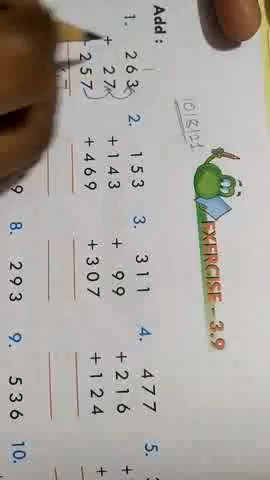 EXERCISE - 3.9
10/8/21
Add :
1. 263 2. 153 3. 311 4. 477 5.
+ 27 +143 + 99 +216 +
+257 +469 +307 +124 +
9 8. 293 9. 536 10.